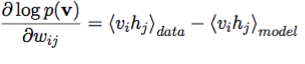 ∂ log p(v) / ∂w_ij = ⟨v_i h_j⟩_data − ⟨v_i h_j⟩_model